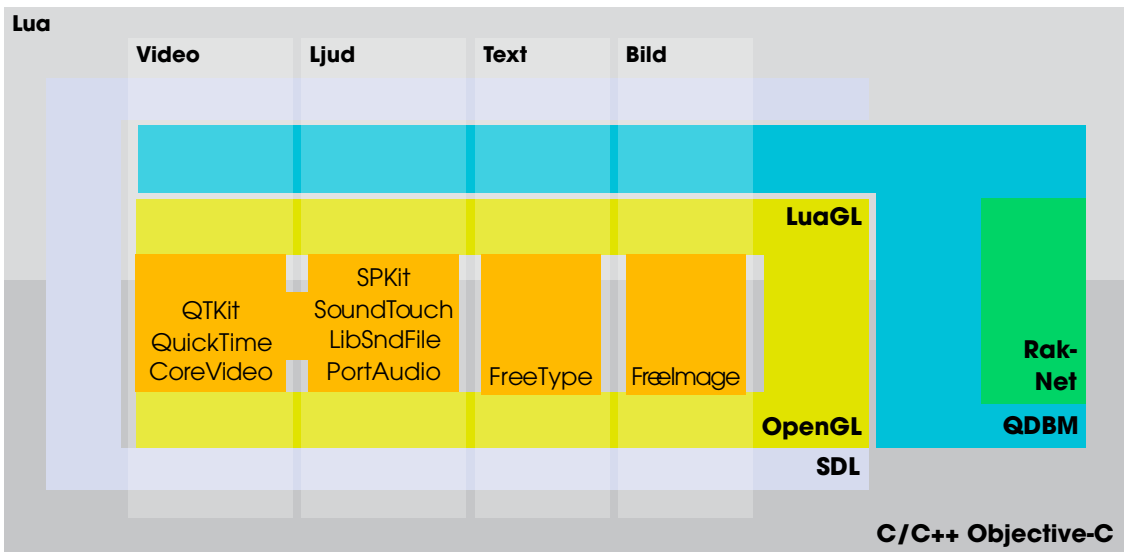 Lua
Video
Ljud
Text
Bild
LuaGL
QTKit
QuickTime
CoreVideo
SPKit
SoundTouch
LibSndFile
PortAudio
FreeType
FreeImage
Rak-
Net
OpenGL
QDBM
SDL
C/C++ Objective-C